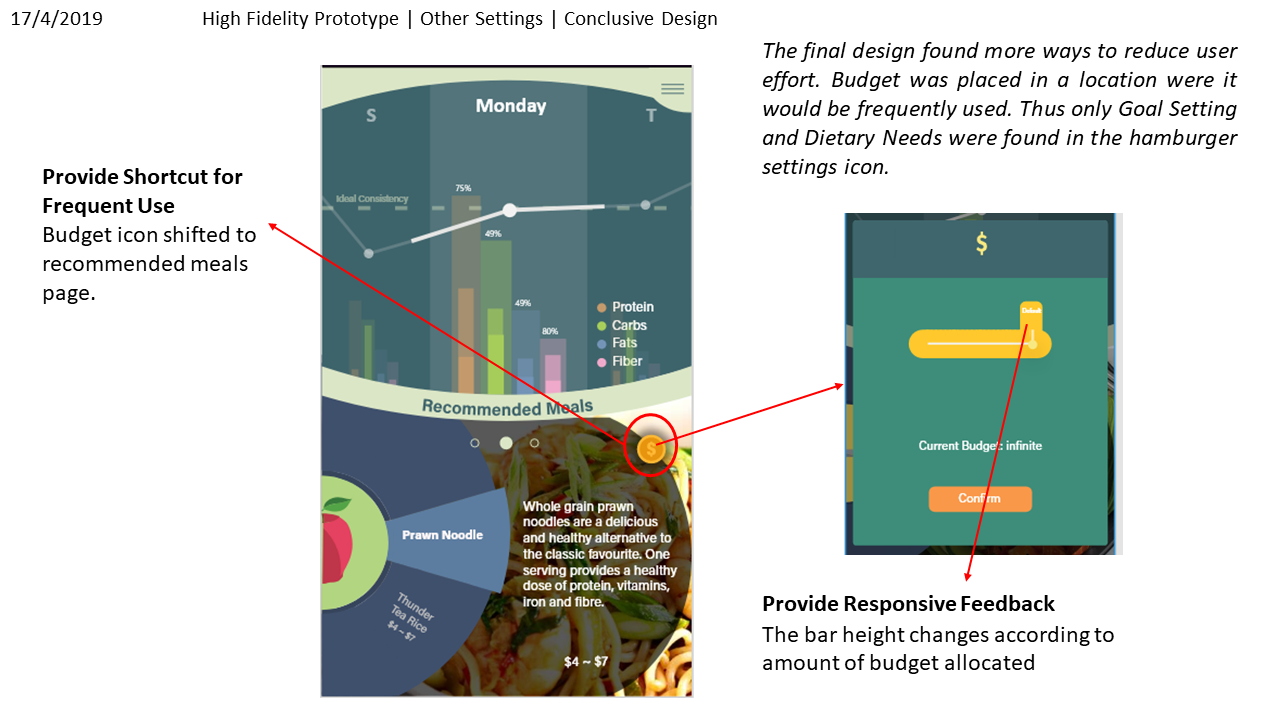 17/4/2019
High Fidelity Prototype | Other Settings | Conclusive Design
The final design found more ways to reduce user
effort. Budget was placed in a location were it
would be frequently used. Thus only Goal Setting
and Dietary Needs were found in the hamburger
settings icon.
Provide Shortcut for
Frequent Use
Budget icon shifted to
recommended meals
page.
S
Monday
T
Ideal Consistency
75%
49%
49%
80%
Protein
Carbs
Fats
Fiber
Recommended Meals
$
Prawn Noodle
Thunder
Tea Rice
$4 ~ $7
Whole grain prawn
noodles are a delicious
and healthy alternative to
the classic favourite. One
serving provides a healthy
dose of protein, vitamins,
iron and fibre.
$4 ~ $7
$
Default
Current Budget: infinite
Confirm
Provide Responsive Feedback
The bar height changes according to
amount of budget allocated